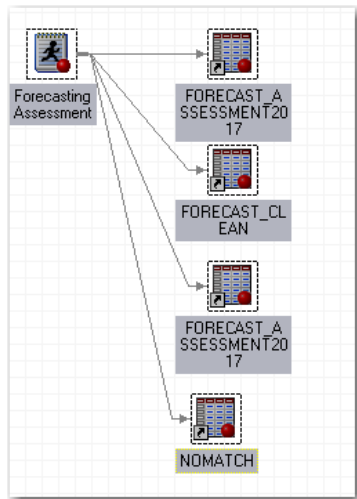 Forecasting
Assessment
FORECAST_A
SSESSMENT20
17
FORECAST_CL
EAN
FORECAST_A
SSESSMENT20
17
NOMATCH